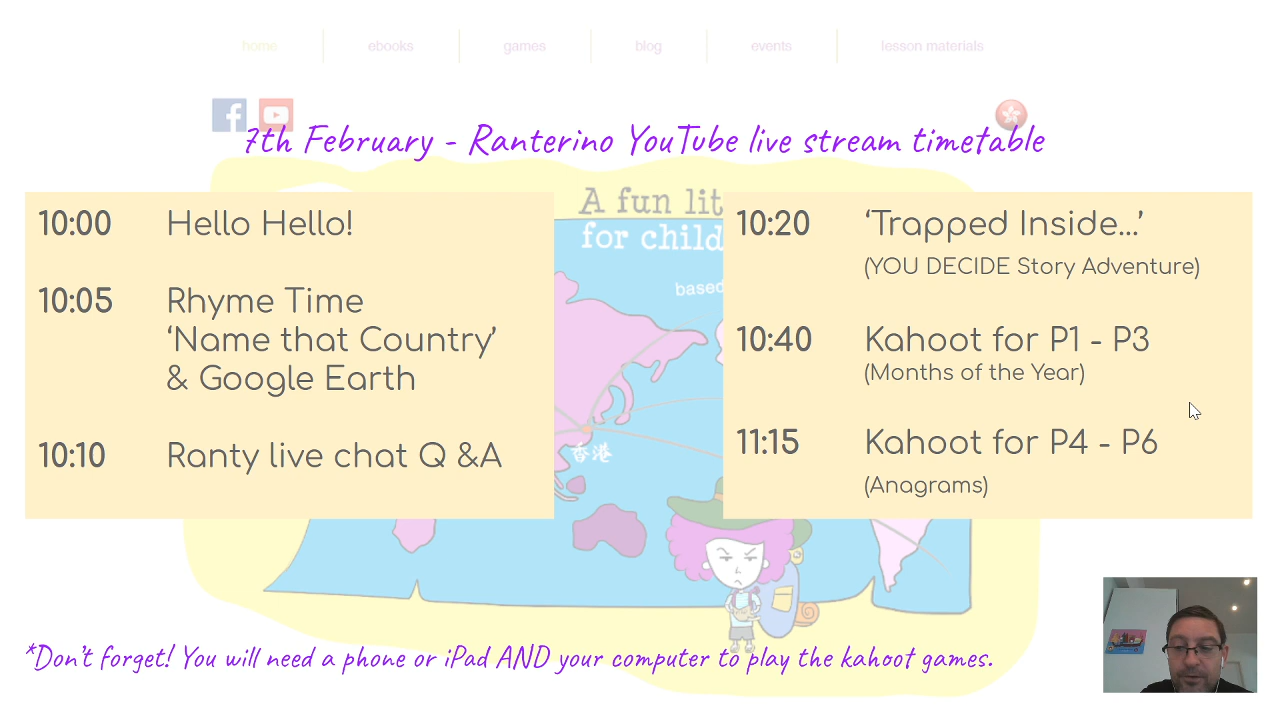 home ebooks games blog events lesson materials
7th February - Ranterino YouTube live stream timetable
A fun lit
for child
based
10:00 Hello Hello!
10:05 Rhyme Time
‘Name that Country’
& Google Earth
10:10 Ranty live chat Q &A
10:20 ‘Trapped Inside...’
(YOU DECIDE Story Adventure)
10:40 Kahoot for P1 - P3
(Months of the Year)
11:15 Kahoot for P4 - P6
(Anagrams)
香港
*Don't forget! You will need a phone or iPad AND your computer to play the kahoot games.